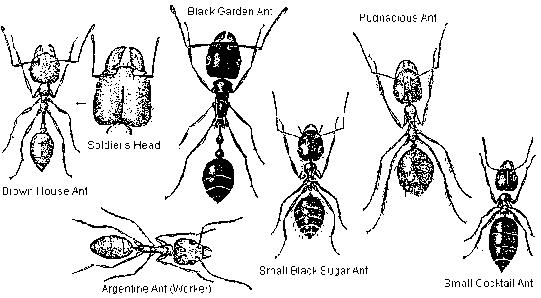 Black Garden Ant
Pugnacious Ant
Soldier's Head
Brown House Ant
Argentine Ant (Worker)
Small Black Sugar Ant
Small Cocktail Ant